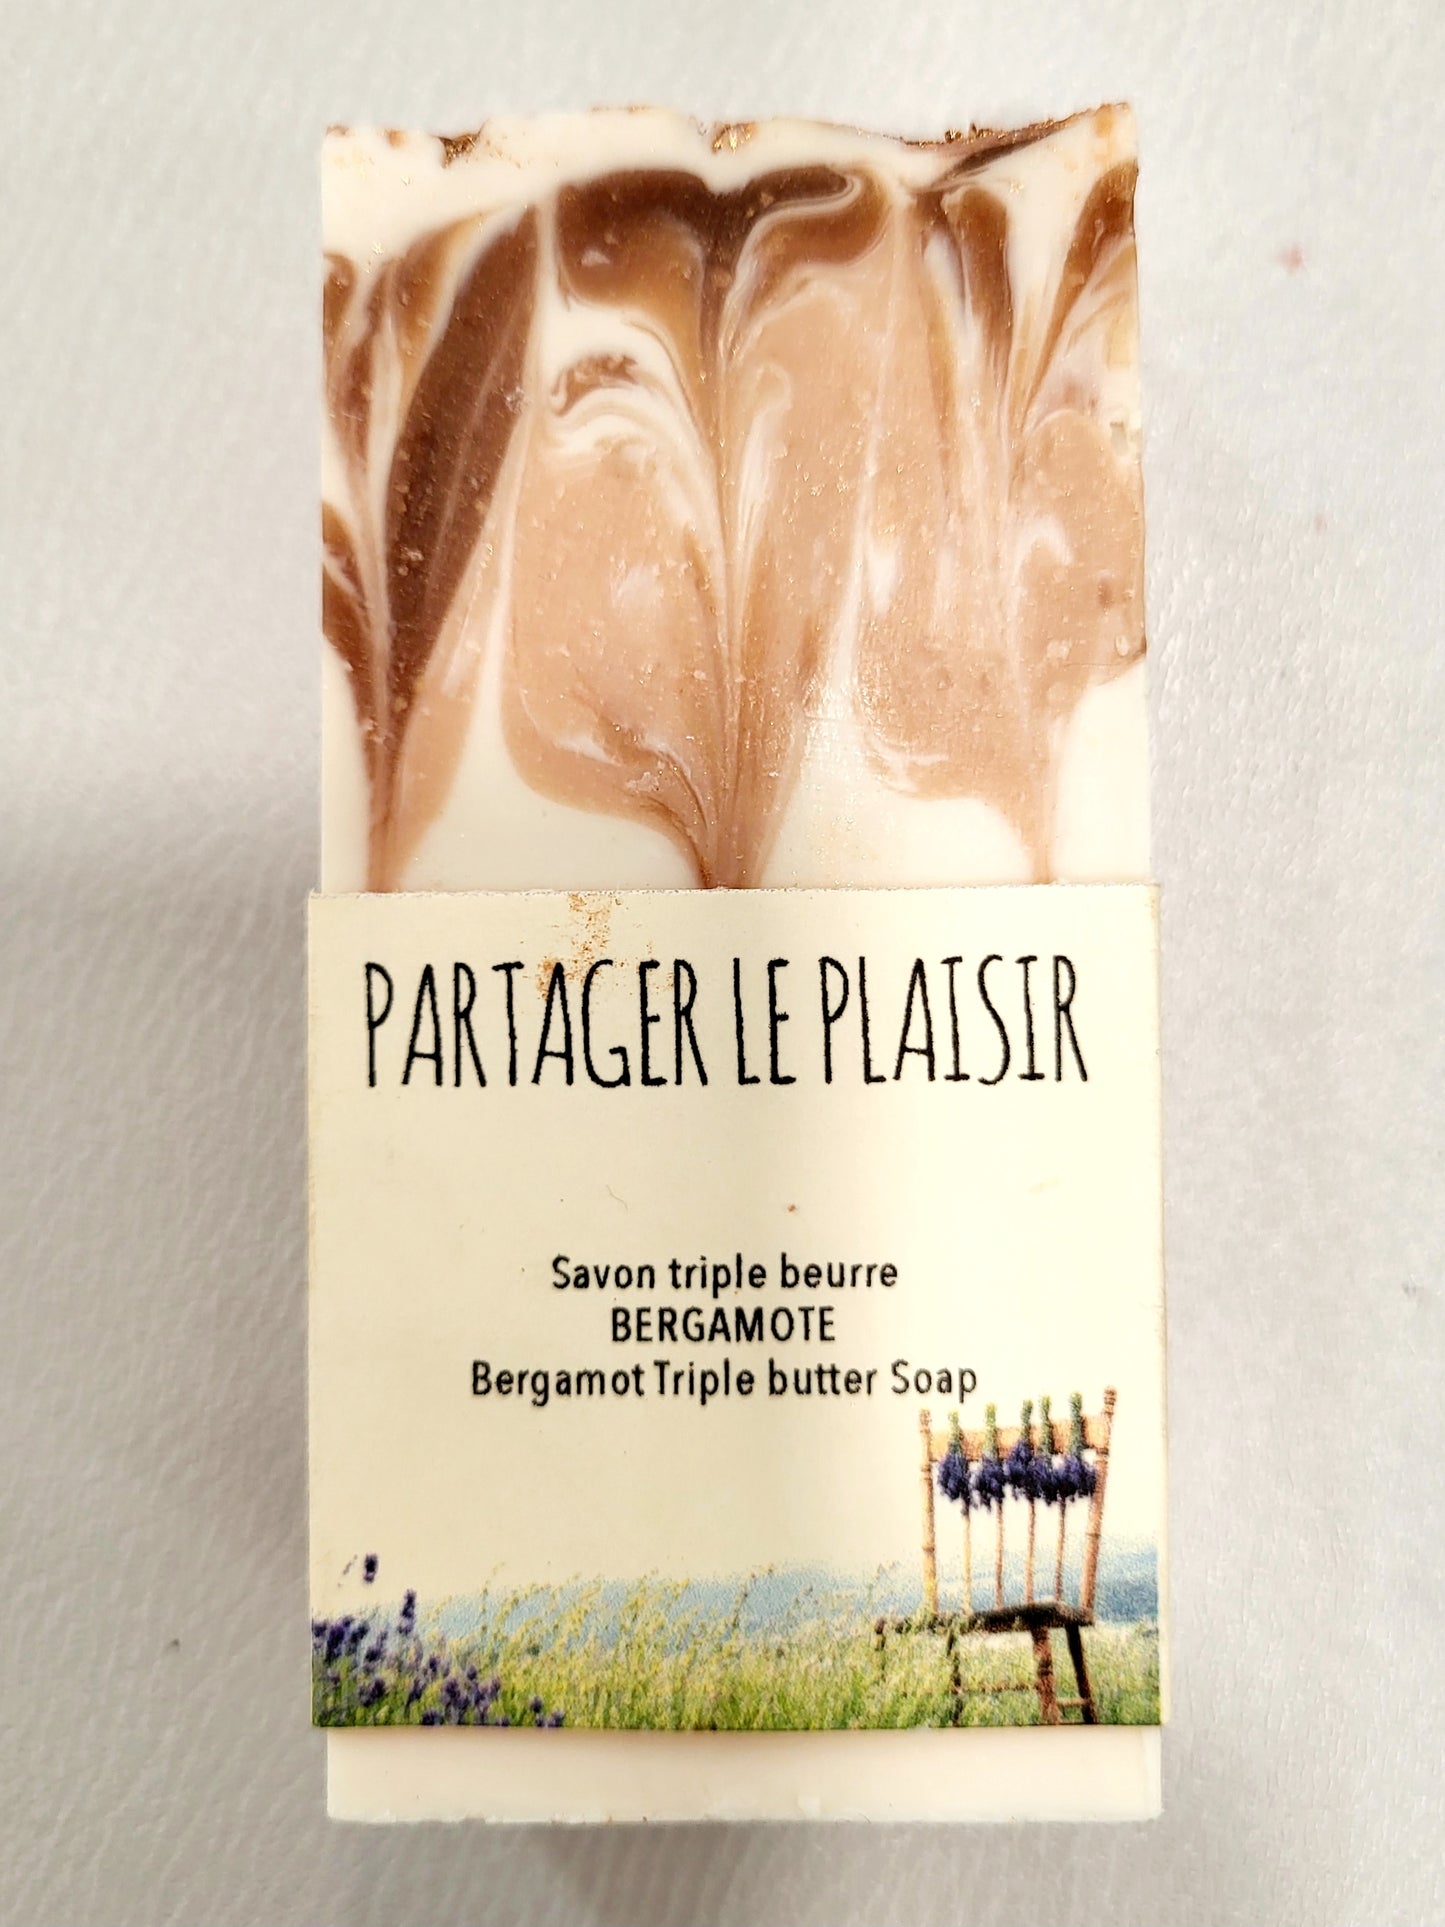 PARTAGER LE PLAISIR
Savon triple beurre
BERGAMOTE
Bergamot Triple butter Soap